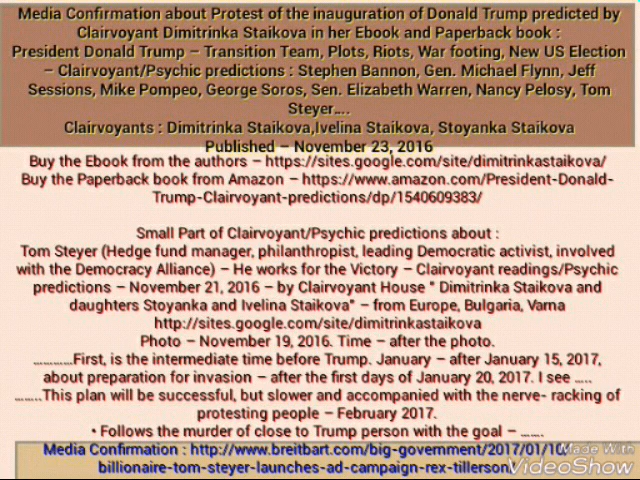 Media Confirmation about Protest of the inauguration of Donald Trump predicted by
Clairvoyant Dimitrinka Staikova in her Ebook and Paperback book :
President Donald Trump – Transition Team, Plots, Riots, War footing, New US Election
– Clairvoyant/Psychic predictions : Stephen Bannon, Gen. Michael Flynn, Jeff
Sessions, Mike Pompeo, George Soros, Sen. Elizabeth Warren, Nancy Pelosy, Tom
Steyer....
Clairvoyants : Dimitrinka Staikova,Ivelina Staikova, Stoyanka Staikova
Published – November 23, 2016
Buy the Ebook from the authors – https://sites.google.com/site/dimitrinkastaikova/
Buy the Paperback book from Amazon – https://www.amazon.com/President-Donald-
Trump-Clairvoyant-predictions/dp/1540609383/
Small Part of Clairvoyant/Psychic predictions about :
Tom Steyer (Hedge fund manager, philanthropist, leading Democratic activist, involved
with the Democracy Alliance) – He works for the Victory – Clairvoyant readings/Psychic
predictions – November 21, 2016 – by Clairvoyant House " Dimitrinka Staikova and
daughters Stoyanka and Ivelina Staikova" – from Europe, Bulgaria, Varna
http://sites.google.com/site/dimitrinkastaikova
Photo – November 19, 2016. Time – after the photo.
............First, is the intermediate time before Trump. January – after January 15, 2017,
about preparation for invasion – after the first days of January 20, 2017. I see .....
........This plan will be successful, but slower and accompanied with the nerve- racking of
protesting people – February 2017.
• Follows the murder of close to Trump person with the goal – .......
Media Confirmation : http://www.breitbart.com/big-government/2017/01/10/
billionaire-tom-steyer-launches-ad-campaign-rex-tillerson/
Made With
VideoShow